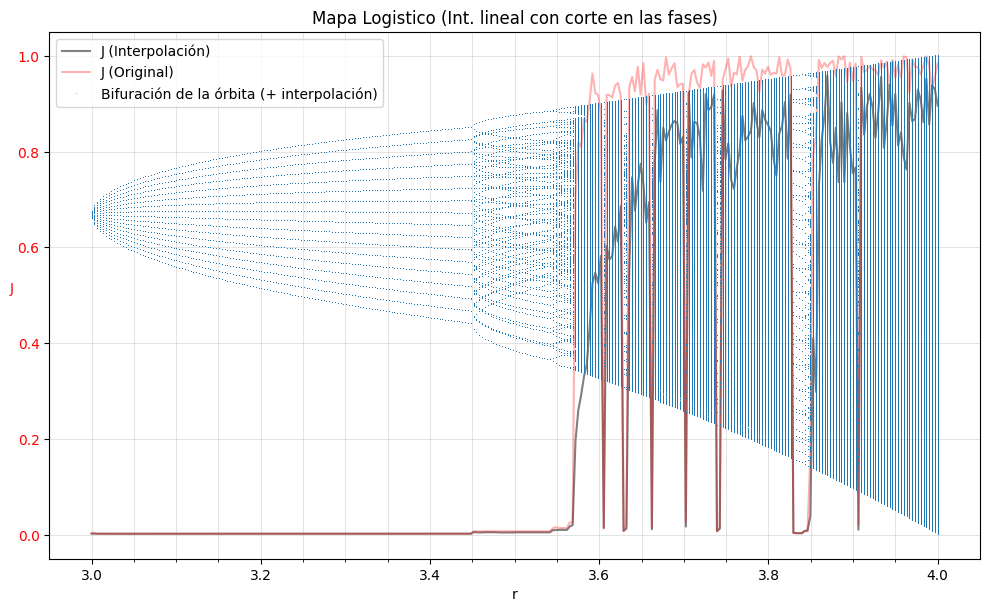 Mapa Logistico (Int. lineal con corte en las fases)
J (Interpolación)
J (Original)
Bifuración de la órbita (+ interpolación)
1.0
0.8
0.6
J
0.4
0.2
0.0
3.0 3.2 3.4 3.6 3.8 4.0
r